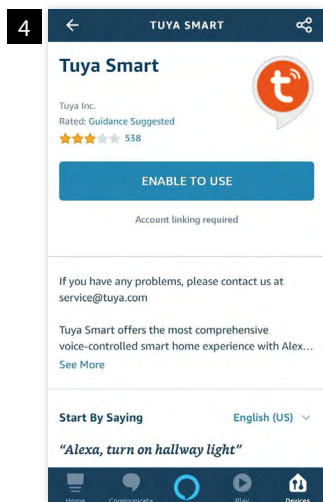 4
TUYA SMART
Tuya Smart
Tuya Inc.
Rated: Guidance Suggested
538
ENABLE TO USE
Account linking required
If you have any problems, please contact us at
service@tuya.com
Tuya Smart offers the most comprehensive
voice-controlled smart home experience with Alex...
See More
Start By Saying English (US)
“Alexa, turn on hallway light”
Home Communicate Play Devices